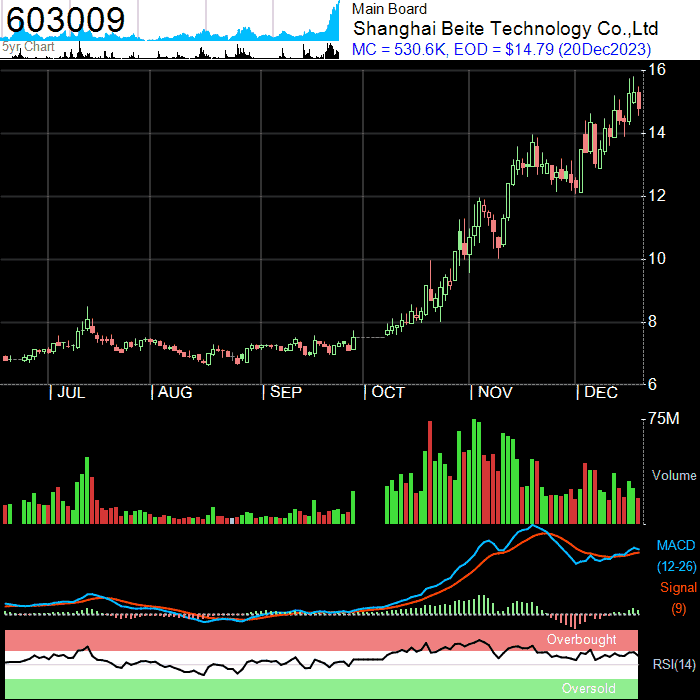 603009
5yr Chart
Main Board
Shanghai Beite Technology Co.,Ltd
MC = 530.6K, EOD = $14.79 (20Dec2023)
16
14
12
10
8
6
JUL AUG SEP OCT NOV DEC
75M
Volume
MACD
(12-26)
Signal
(9)
Overbought
RSI(14)
Oversold